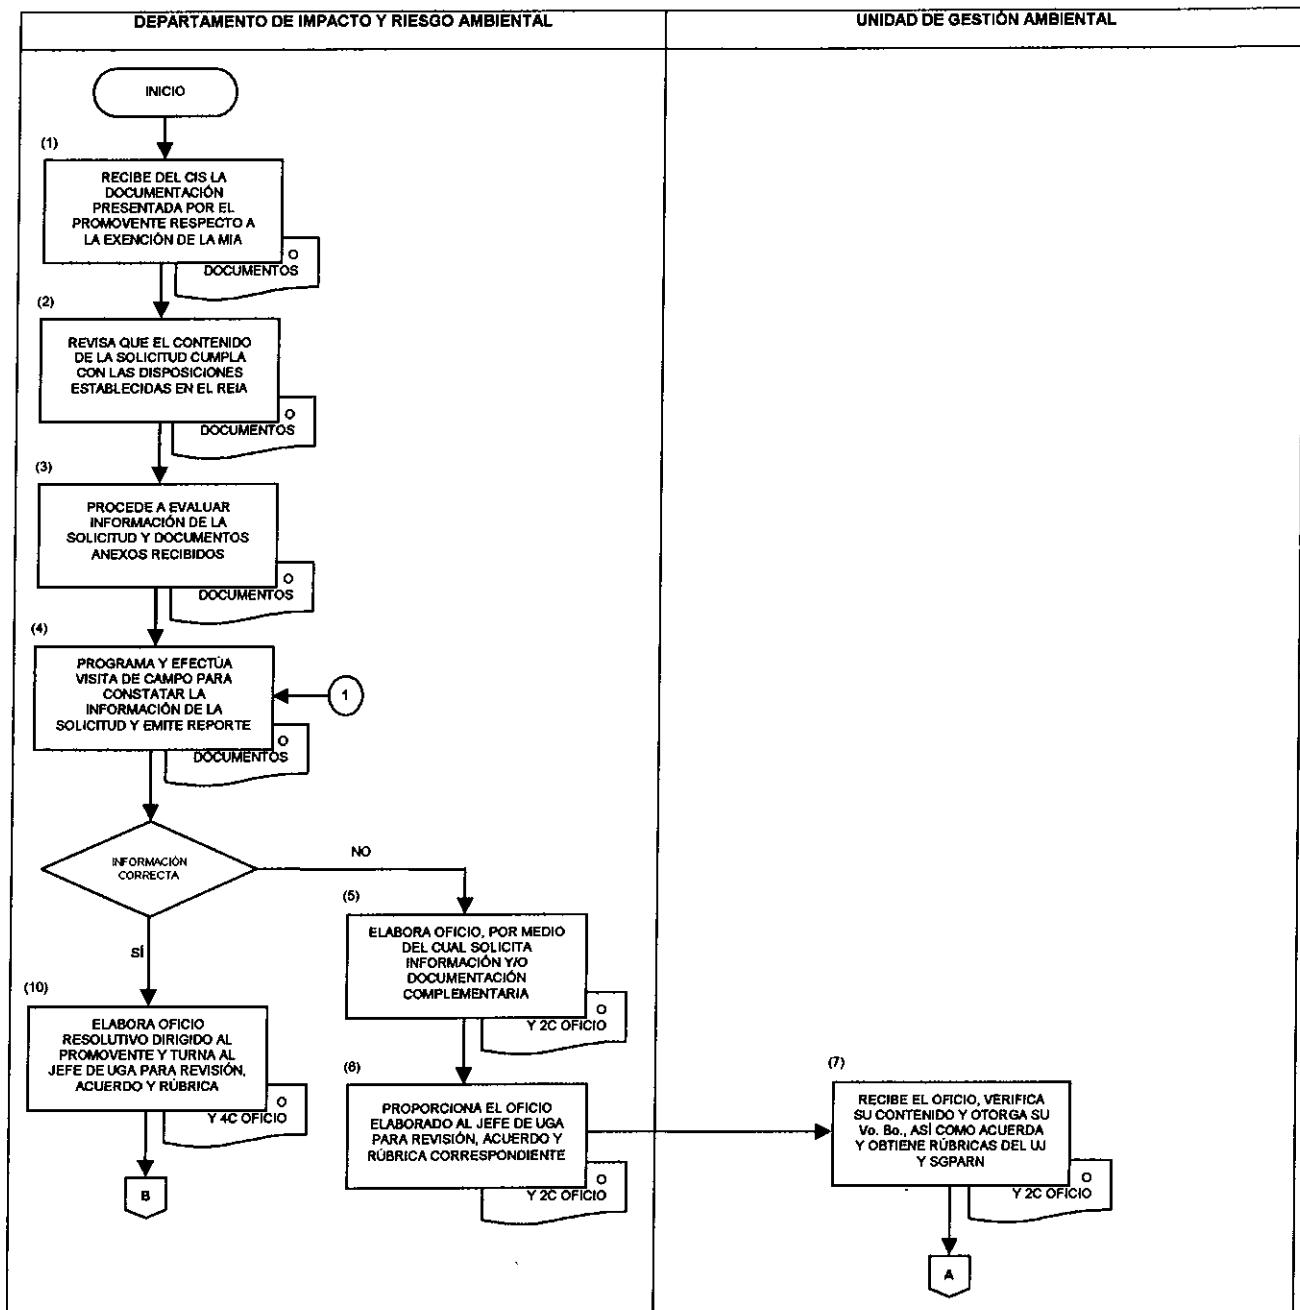 DEPARTAMENTO DE IMPACTO Y RIESGO AMBIENTAL
UNIDAD DE GESTIÓN AMBIENTAL
INICIO
(1)
RECIBE DEL CIS LA
DOCUMENTACIÓN
PRESENTADA POR EL
PROMOVENTE RESPECTO A
LA EXENCIÓN DE LA MIA
O
DOCUMENTOS
(2)
REVISA QUE EL CONTENIDO
DE LA SOLICITUD CUMPLA
CON LAS DISPOSICIONES
ESTABLECIDAS EN EL REIA
O
DOCUMENTOS
(3)
PROCEDE A EVALUAR
INFORMACIÓN DE LA
SOLICITUD Y DOCUMENTOS
ANEXOS RECIBIDOS
O
DOCUMENTOS
(4)
PROGRAMA Y EFECTÚA
VISITA DE CAMPO PARA
CONSTATAR LA
INFORMACIÓN DE LA
SOLICITUD Y EMITE REPORTE
1
O
DOCUMENTOS
INFORMACIÓN
CORRECTA
NO
SÍ
(5)
ELABORA OFICIO, POR MEDIO
DEL CUAL SOLICITA
INFORMACIÓN Y/O
DOCUMENTACIÓN
COMPLEMENTARIA
O
Y 2C OFICIO
(10)
ELABORA OFICIO
RESOLUTIVO DIRIGIDO AL
PROMOVENTE Y TURNA AL
JEFE DE UGA PARA REVISIÓN,
ACUERDO Y RÚBRICA
O
Y 4C OFICIO
B
(6)
PROPORCIONA EL OFICIO
ELABORADO AL JEFE DE UGA
PARA REVISIÓN, ACUERDO Y
RÚBRICA CORRESPONDIENTE
O
Y 2C OFICIO
(7)
RECIBE EL OFICIO, VERIFICA
SU CONTENIDO Y OTORGA SU
Vo. Bo., ASÍ COMO ACUERDA
Y OBTIENE RÚBRICAS DEL UJ
Y SGPARN
O
Y 2C OFICIO
A